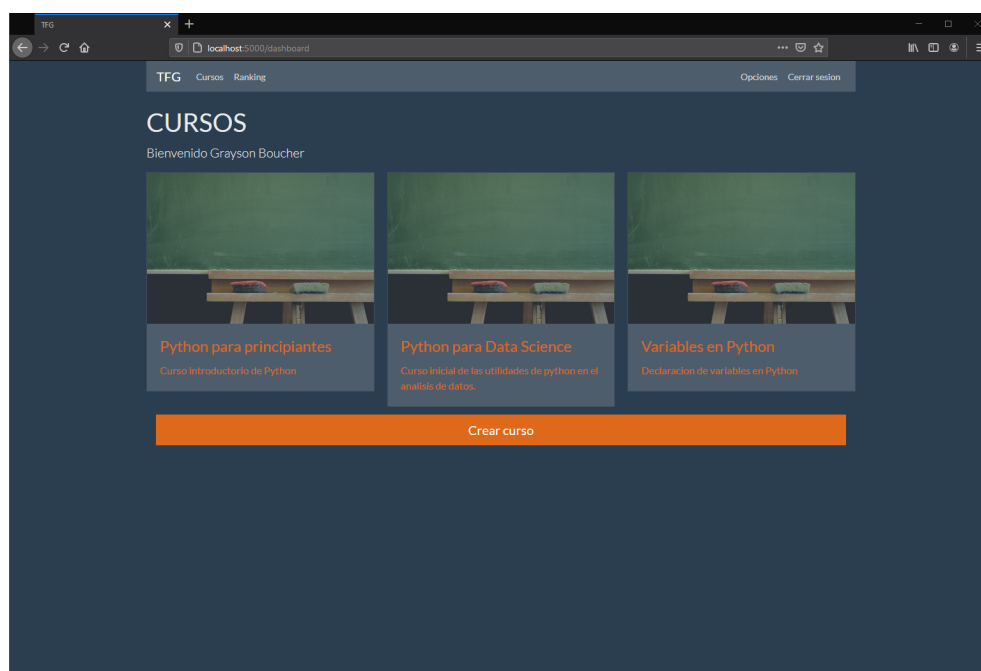 TFG
localhost:5000/dashboard
TFG Cursos Ranking Opciones Cerrar sesion
CURSOS
Bienvenido Grayson Boucher
Python para principiantes
Curso introductorio de Python
Python para Data Science
Curso inicial de las utilidades de python en el
analisis de datos.
Variables en Python
Declaracion de variables en Python
Crear curso